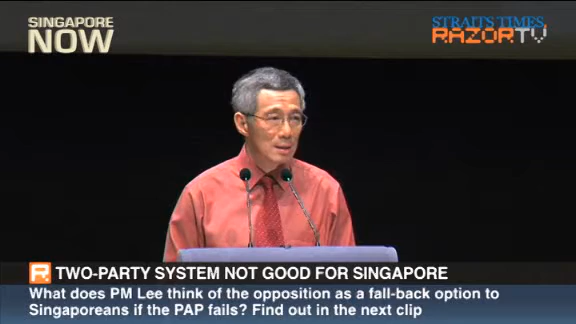 SINGAPORE
NOW
STRAITS TIMES
RAZORTV
R TWO-PARTY SYSTEM NOT GOOD FOR SINGAPORE
What does PM Lee think of the opposition as a fall-back option to
Singaporeans if the PAP fails? Find out in the next clip